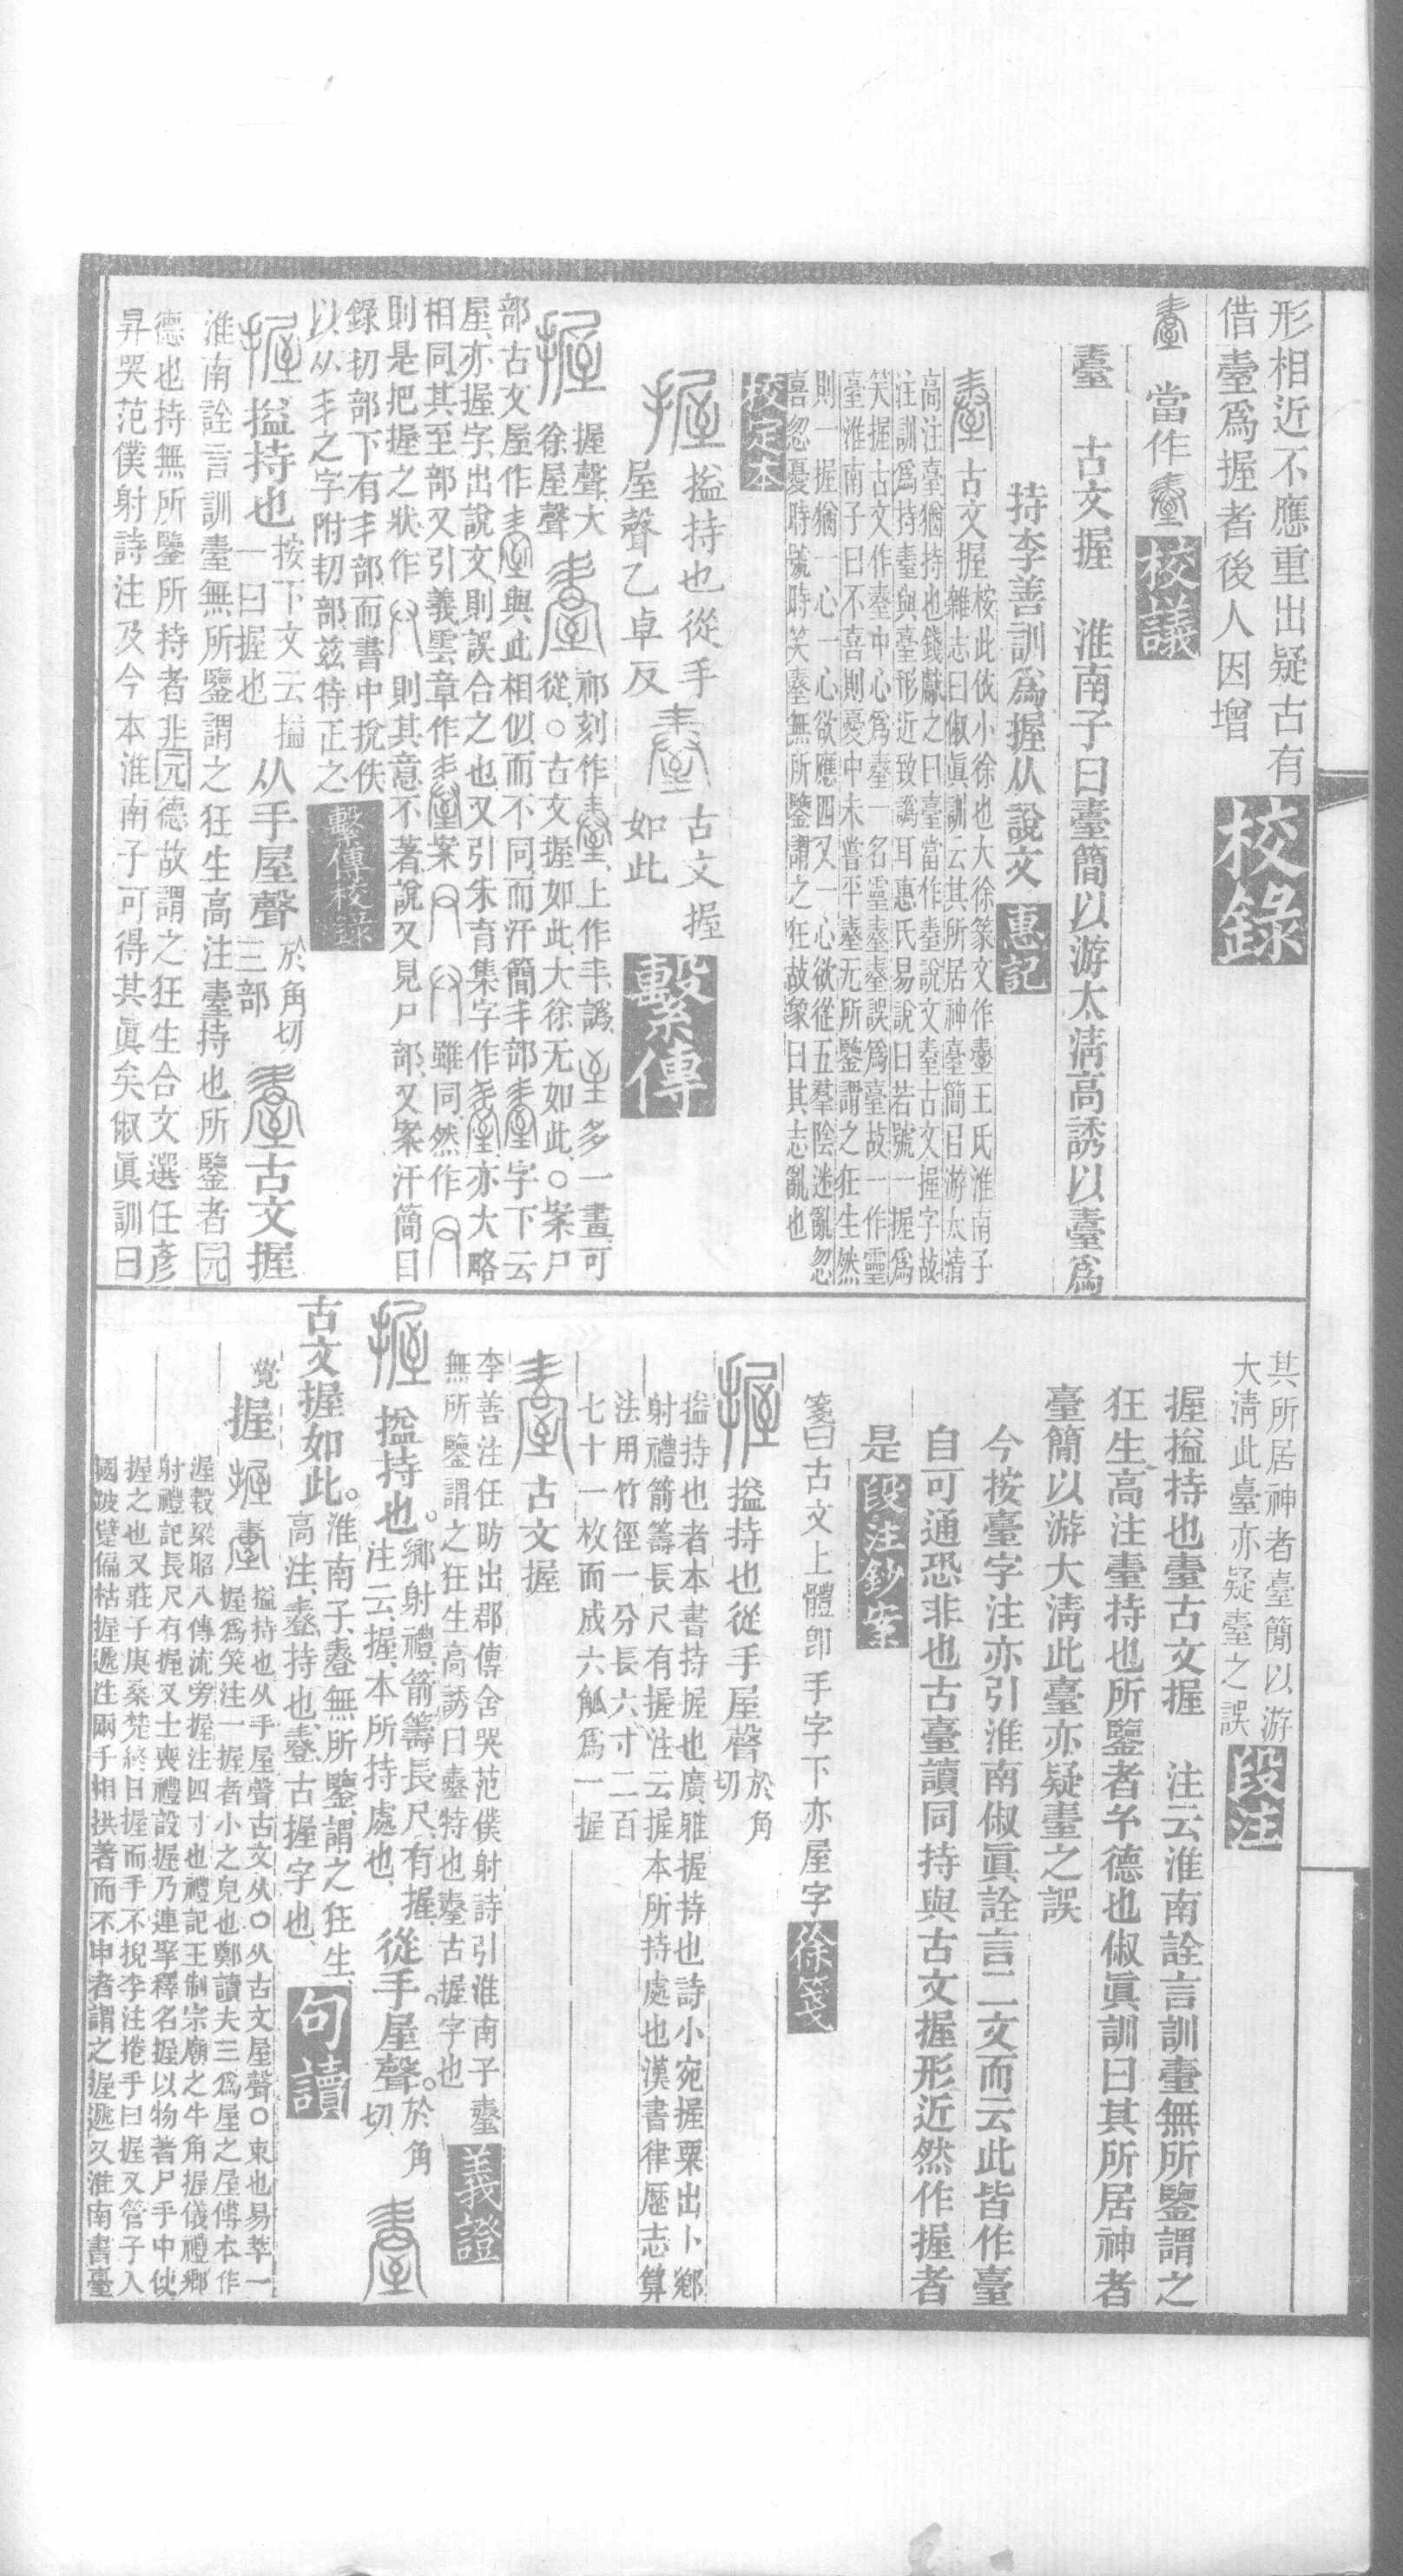 形相近不應重出疑古有
借臺爲握者後人因增
校錄
當作
校議
臺　古文握　淮南子曰臺簡以游太淸高誘以臺爲
持李善訓爲握从說文
惠記
古文握
桉此依小徐也大徐篆文作臺王氏淮南子
雜志曰俶眞訓云其所居神臺簡以游太清
高注臺猶持也錢獻之曰臺當作臺說文臺古文握字故
注訓爲持臺與臺形近致譌耳惠氏易說曰若號一握爲
笑握古文作臺中心爲臺一名靈臺臺誤爲臺故一作靈
臺淮南子曰不喜則憂中未嘗平臺无所鑒謂之狂生然
則一握猶一心一心欲應四又一心欲從五羣陰迷亂忽
喜忽憂時號時笑臺無所鑒謂之狂故象曰其志亂也
校定本
握
搤持也從手
屋聲乙卓反
古文握
如此
繫傳
握
握聲大
徐屋聲
祁刻作上作丰譌多一畫可
從○古文握如此大徐无如此○案尸
部古文屋作與此相似而不同而汗簡丰部字下云
屋亦握字出說文則誤合之也又引朱育集字作亦大略
相同其至部又引義雲章作案雖同然作
則是把握之狀作則其意不著說又見尸部又案汗簡曰
錄㓞部下有丰部而書中挩佚
以从丰之字附㓞部茲特正之
繫傳校錄
握
搤持也
按下文云搤
一曰握也
从手屋聲
於角切
三部
古文握
淮南詮言訓臺無所鑒謂之狂生高注臺持也所鑒者元
德也持無所鑒所持者非元德故謂之狂生合文選任彥
昇哭范僕射詩注及今本淮南子可得其眞矣俶眞訓曰
其所居神者臺簡以游
大清此臺亦疑臺之誤
段注
握搤持也臺古文握　注云淮南詮言訓臺無所鑒謂之
狂生高注臺持也所鑒者玄德也俶眞訓曰其所居神者
臺簡以游大淸此臺亦疑臺之誤
今按臺字注亦引淮南俶眞詮言二文而云此皆作臺
自可通恐非也古臺讀同持與古文握形近然作握者
是
段注鈔案
箋曰古文上體卽手字下亦屋字
徐箋
握
搤持也從手屋聲
於角
切
搤持也者本書持握也廣雅握持也詩小宛握粟出卜鄉
射禮箭籌長尺有握注云握本所持處也漢書律歷志算
法用竹徑一分長六寸二百
七十一枚而成六觚爲一握
古文握
李善注任昉出郡傳舍哭范僕射詩引淮南子臺
無所鑒謂之狂生高誘曰臺特也臺古握字也
義證
握
搤持也。
鄉射禮箭籌長尺有握
注云握本所持處也
從手。屋聲。
於角
切
古文握如此。
淮南子臺無所鑒謂之狂生
高注臺持也臺古握字也
句讀
覺
握
搤持也从手屋聲古文从○从古文屋聲○束也易萃一
握爲笑注一握者小之皃也鄭讀夫三爲屋之屋傅本作
渥穀梁昭八傳流旁握注四寸也禮記王制宗廟之牛角握儀禮鄉
射禮記長尺有握又士喪禮設握乃連掔釋名握以物著尸手中使
握之也又莊子庚桑楚終日握而手不掜李注捲手曰握又管子入
國跛躄偏枯握遞注兩手相拱著而不申者謂之握遞又淮南書臺